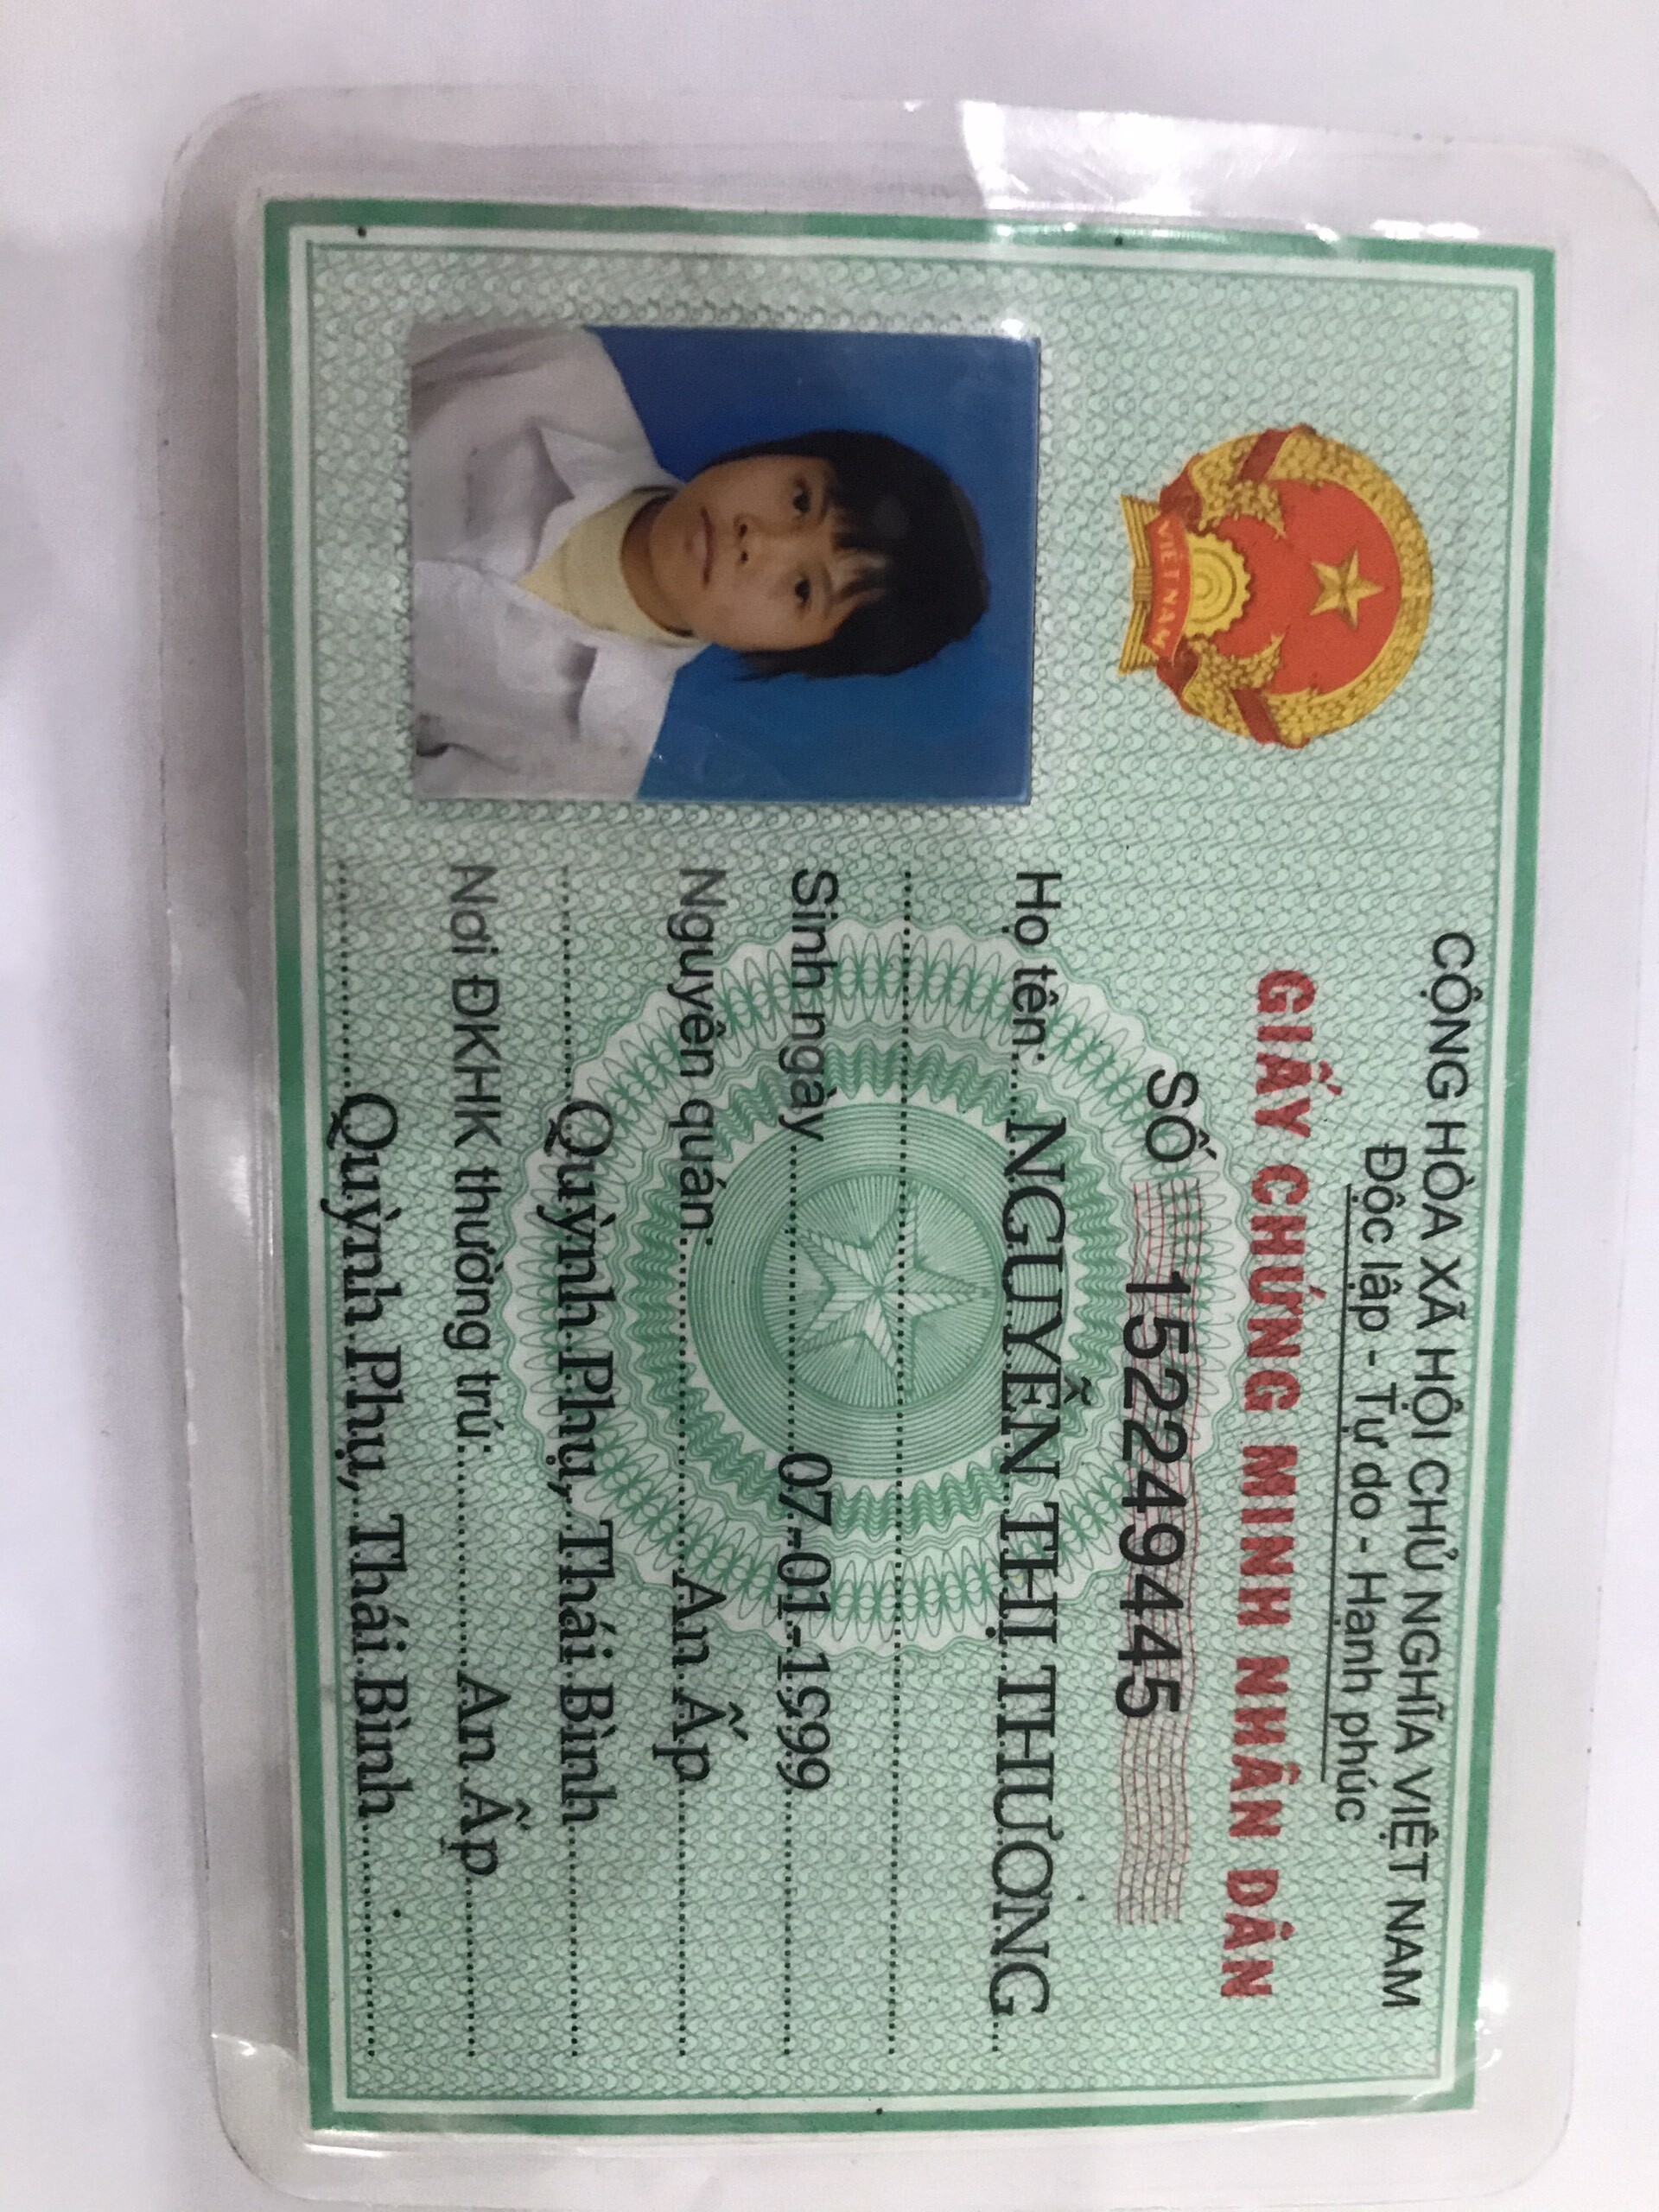 CỘNG HÒA XÃ HỘI CHỦ NGHĨA VIỆT NAM
Độc lập - Tự do - Hạnh phúc
GIẤY CHỨNG MINH NHÂN DÂN
SỐ 152249445
Họ tên: NGUYỄN THỊ THƯƠNG
Sinh ngày 07-01-1999
Nguyên quán: An Ấp
Quỳnh Phụ, Thái Bình
Nơi ĐKHK thường trú: An Ấp
Quỳnh Phụ, Thái Bình
VIỆT NAM